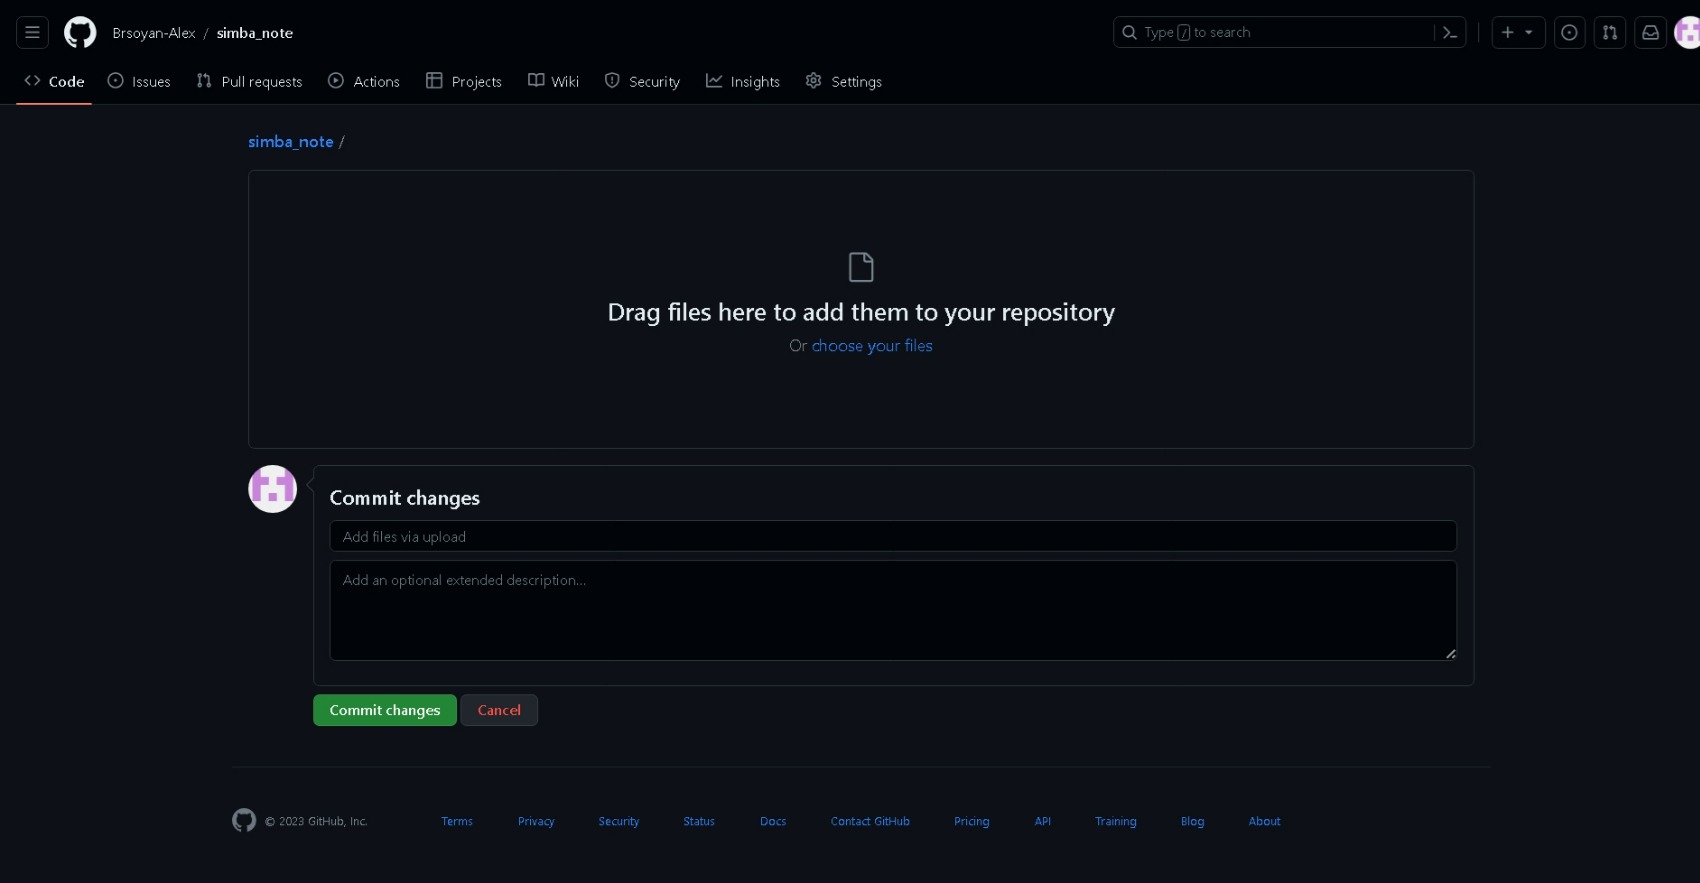 Brsoyan-Alex / simba_note
Type / to search
Code Issues Pull requests Actions Projects Wiki Security Insights Settings
simba_note /
Drag files here to add them to your repository
Or choose your files
Commit changes
Add files via upload
Add an optional extended description...
Commit changes Cancel
© 2023 GitHub, Inc. Terms Privacy Security Status Docs Contact GitHub Pricing API Training Blog About